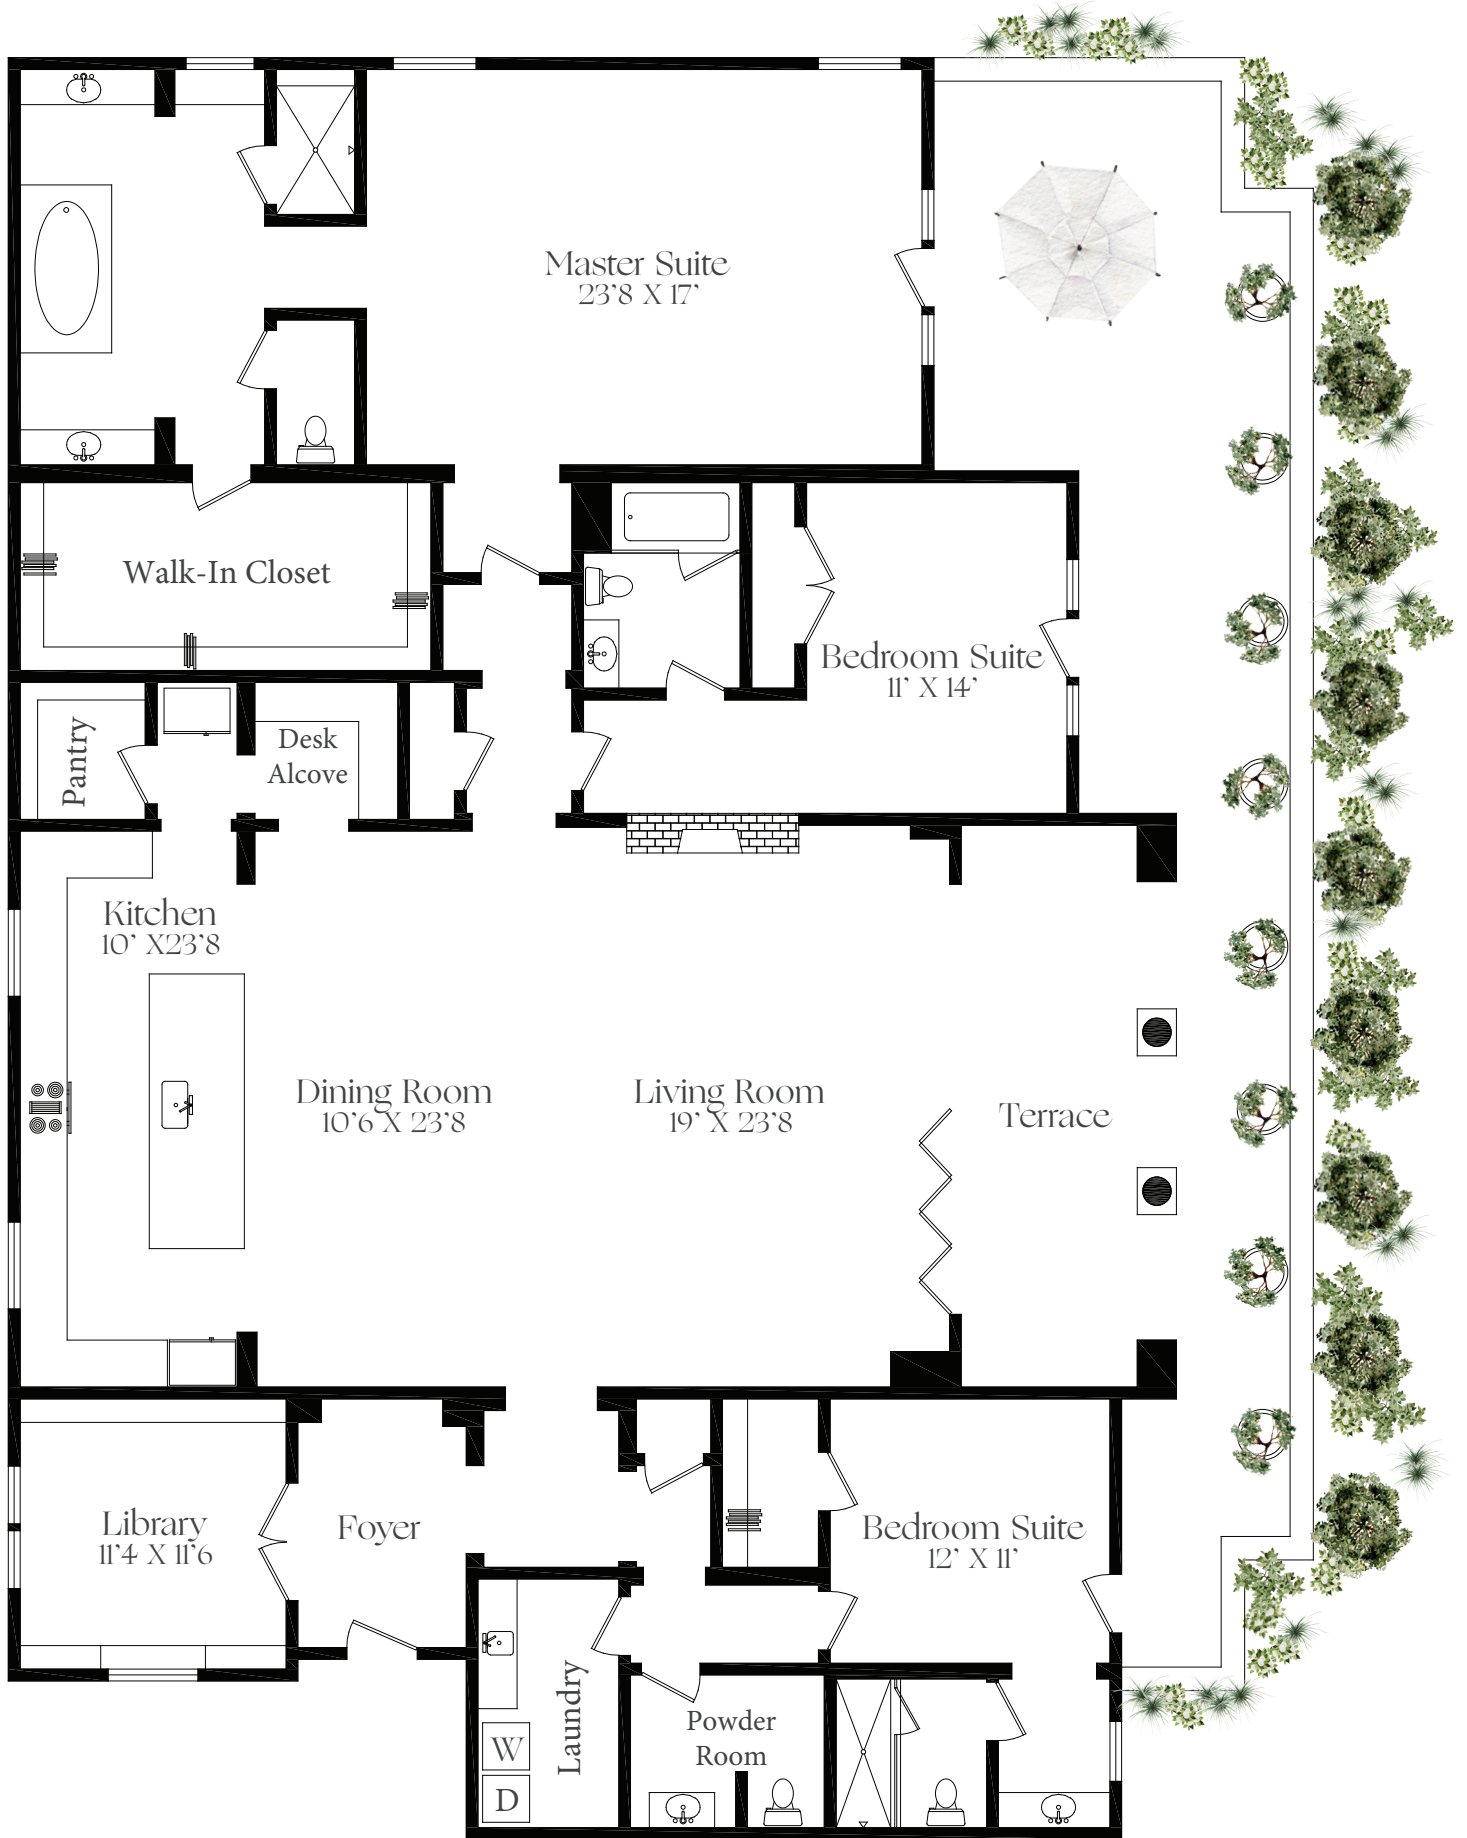 Master Suite
23'8 X 17'
Walk-In Closet
Bedroom Suite
11' X 14'
Pantry
Desk
Alcove
Kitchen
10' X23'8
Dining Room
10'6 X 23'8
Living Room
19' X 23'8
Terrace
Library
11'4 X 11'6
Foyer
Bedroom Suite
12' X 11'
Laundry
W
D
Powder
Room